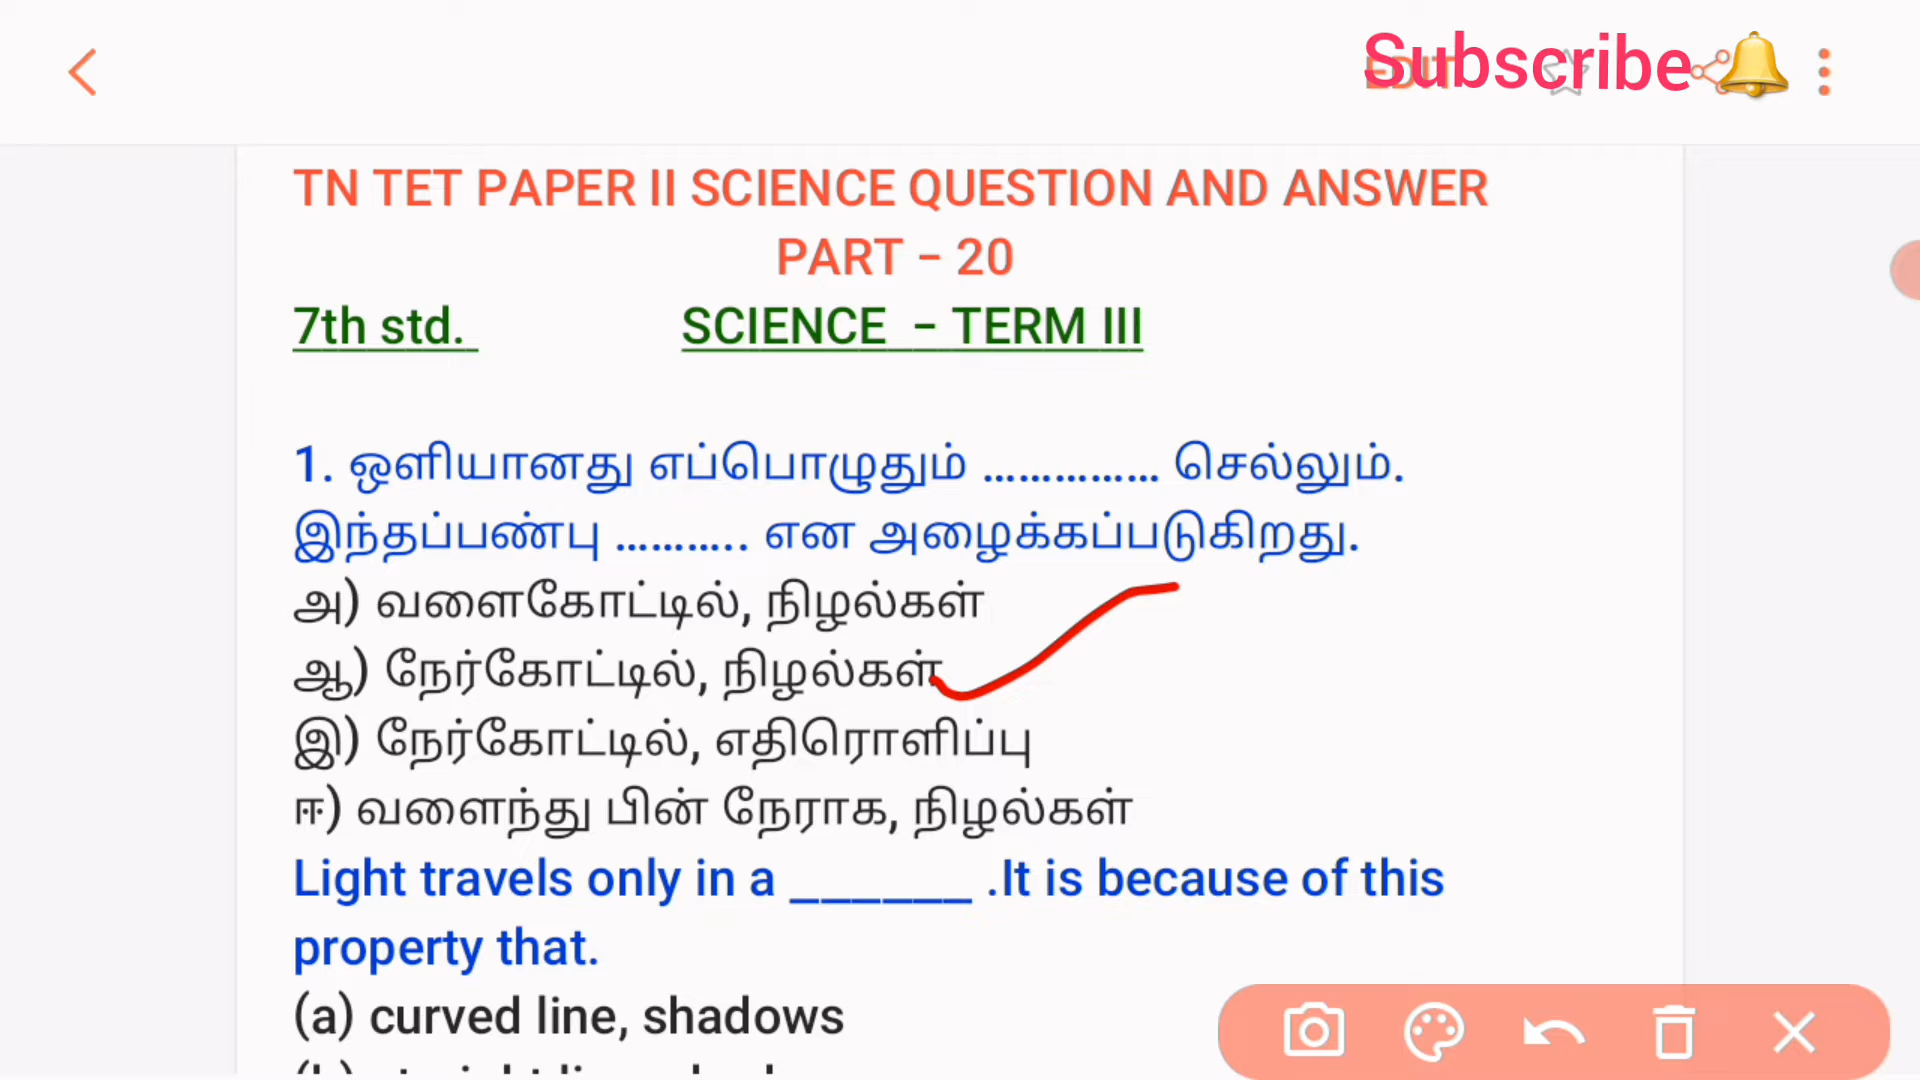 Subscribe
EDIT
TN TET PAPER II SCIENCE QUESTION AND ANSWER
PART – 20
7th std. SCIENCE – TERM III
1. ஒளியானது எப்பொழுதும் ............... செல்லும்.
இந்தப்பண்பு ........... என அழைக்கப்படுகிறது.
அ) வளைகோட்டில், நிழல்கள்
ஆ) நேர்கோட்டில், நிழல்கள்
இ) நேர்கோட்டில், எதிரொளிப்பு
ஈ) வளைந்து பின் நேராக, நிழல்கள்
Light travels only in a ______ .It is because of this
property that.
(a) curved line, shadows